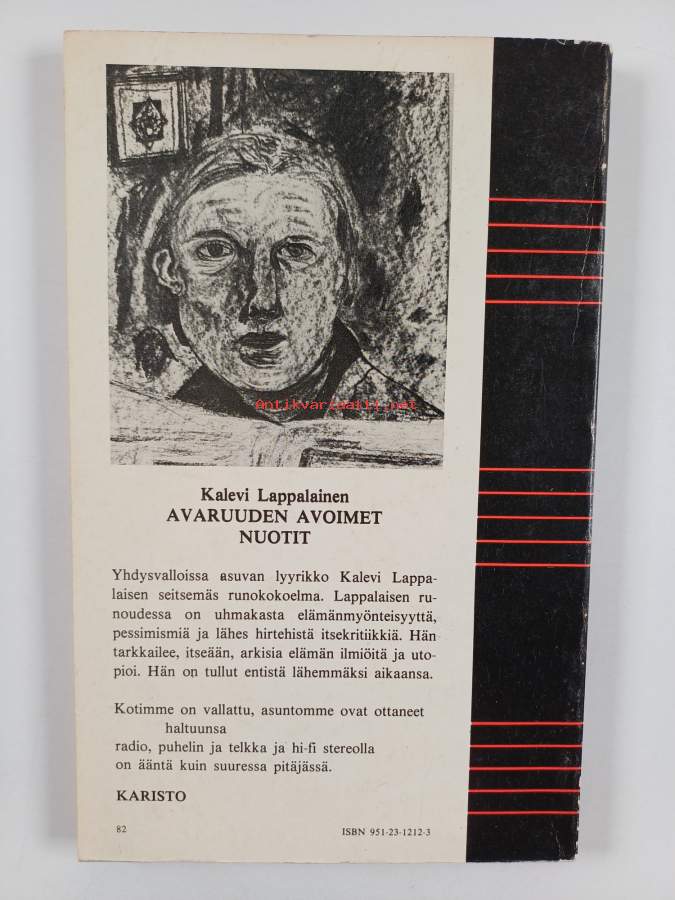 Antikvariaatti.net
Kalevi Lappalainen
AVARUUDEN AVOIMET
NUOTIT
Yhdysvalloissa asuvan lyyrikko Kalevi Lappa-
laisen seitsemäs runokokoelma. Lappalaisen ru-
noudessa on uhmakasta elämänmyönteisyyttä,
pessimismiä ja lähes hirtehistä itsekritiikkiä. Hän
tarkkailee, itseään, arkisia elämän ilmiöitä ja uto-
pioi. Hän on tullut entistä lähemmäksi aikaansa.
Kotimme on vallattu, asuntomme ovat ottaneet
haltuunsa
radio, puhelin ja telkka ja hi-fi stereolla
on ääntä kuin suuressa pitäjässä.
KARISTO
82
ISBN 951-23-1212-3